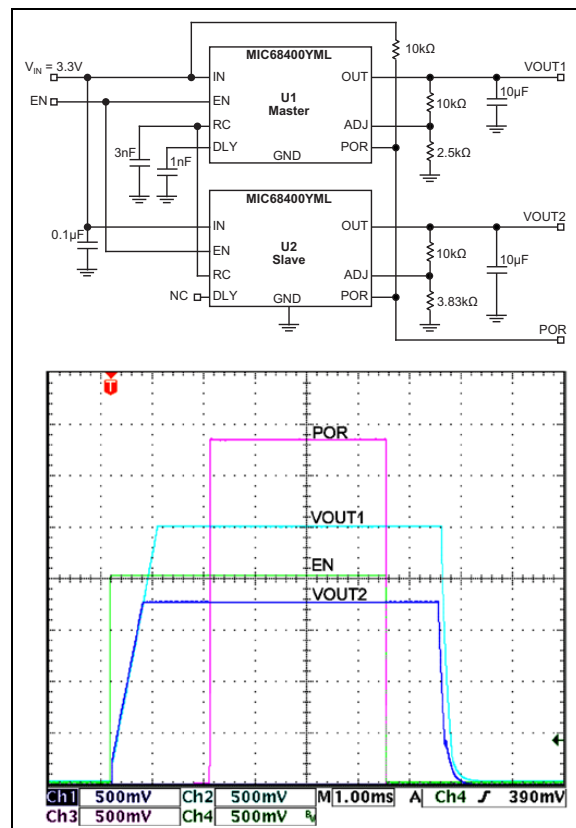 MIC68400YML
10kΩ
VIN = 3.3V
IN
OUT
VOUT1
EN
EN
U1
Master
10kΩ
10µF
RC
ADJ
3nF
1nF
DLY
POR
2.5kΩ
GND
MIC68400YML
IN
OUT
VOUT2
0.1µF
EN
U2
Slave
10kΩ
10µF
RC
ADJ
NC
DLY
GND
POR
3.83kΩ
POR
T
POR
VOUT1
EN
VOUT2
Ch1 500mV Ch2 500mV M 1.00ms A Ch4 390mV
Ch3 500mV Ch4 500mV